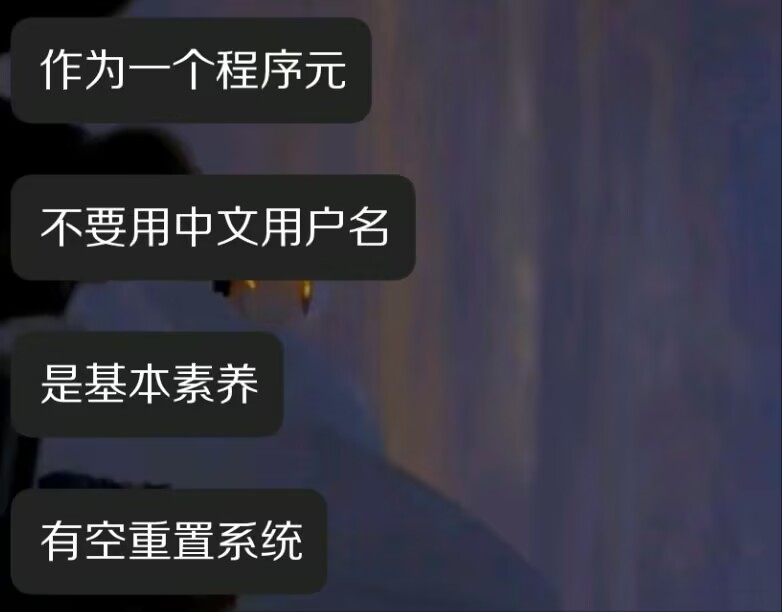 作为一个程序元
不要用中文用户名
是基本素养
有空重置系统